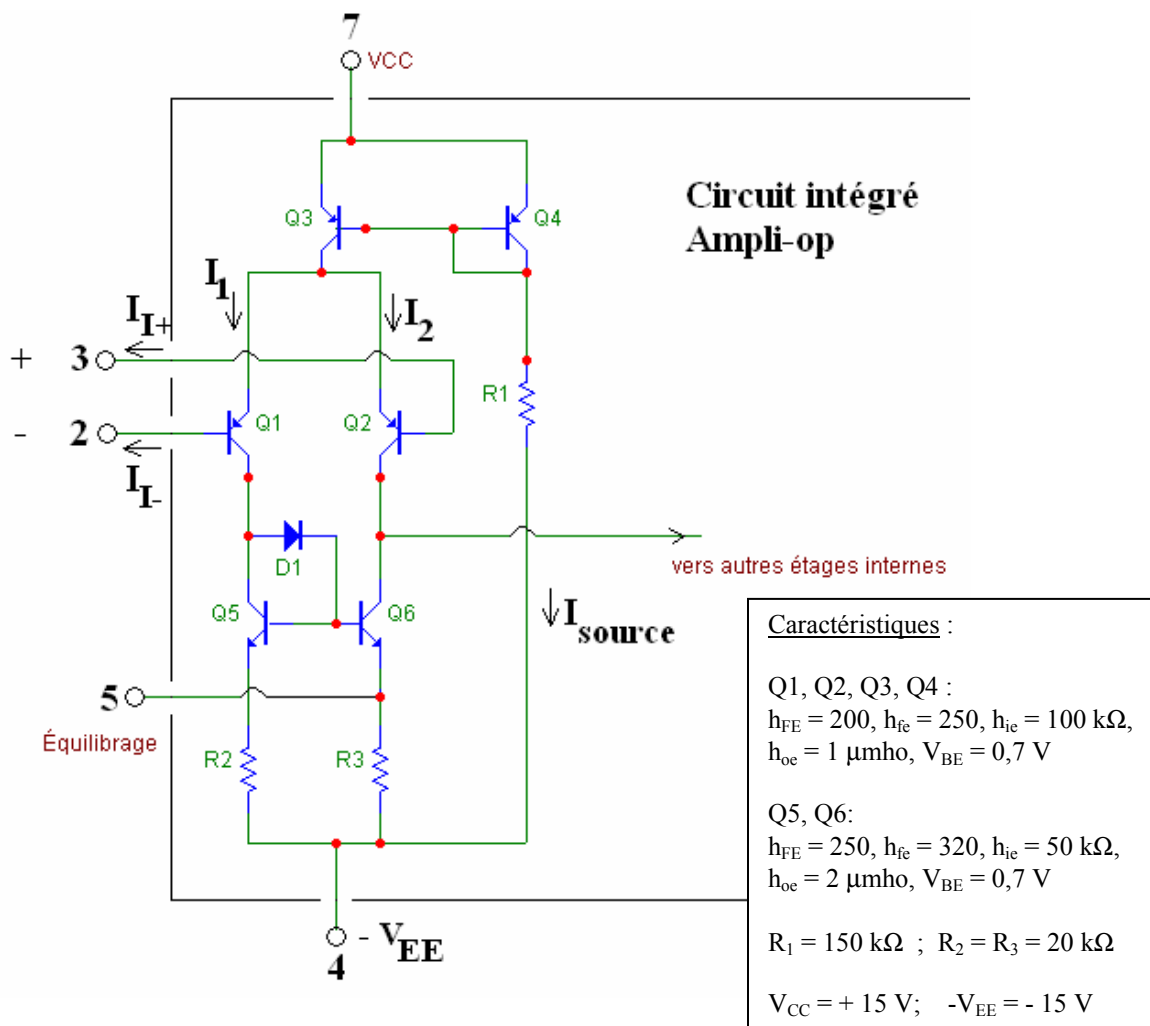 7
VCC
Circuit intégré
Ampli-op
Q3
Q4
I1
I2
II+
+ 3
R1
Q1
Q2
- 2
II-
D1
vers autres étages internes
Q5
Q6
Isource
5
Équilibrage
R2
R3
- VEE
4
Caractéristiques :
Q1, Q2, Q3, Q4 :
hFE = 200, hfe = 250, hie = 100 kΩ,
hoe = 1 µmho, VBE = 0,7 V
Q5, Q6:
hFE = 250, hfe = 320, hie = 50 kΩ,
hoe = 2 µmho, VBE = 0,7 V
R1 = 150 kΩ ; R2 = R3 = 20 kΩ
VCC = + 15 V; -VEE = - 15 V